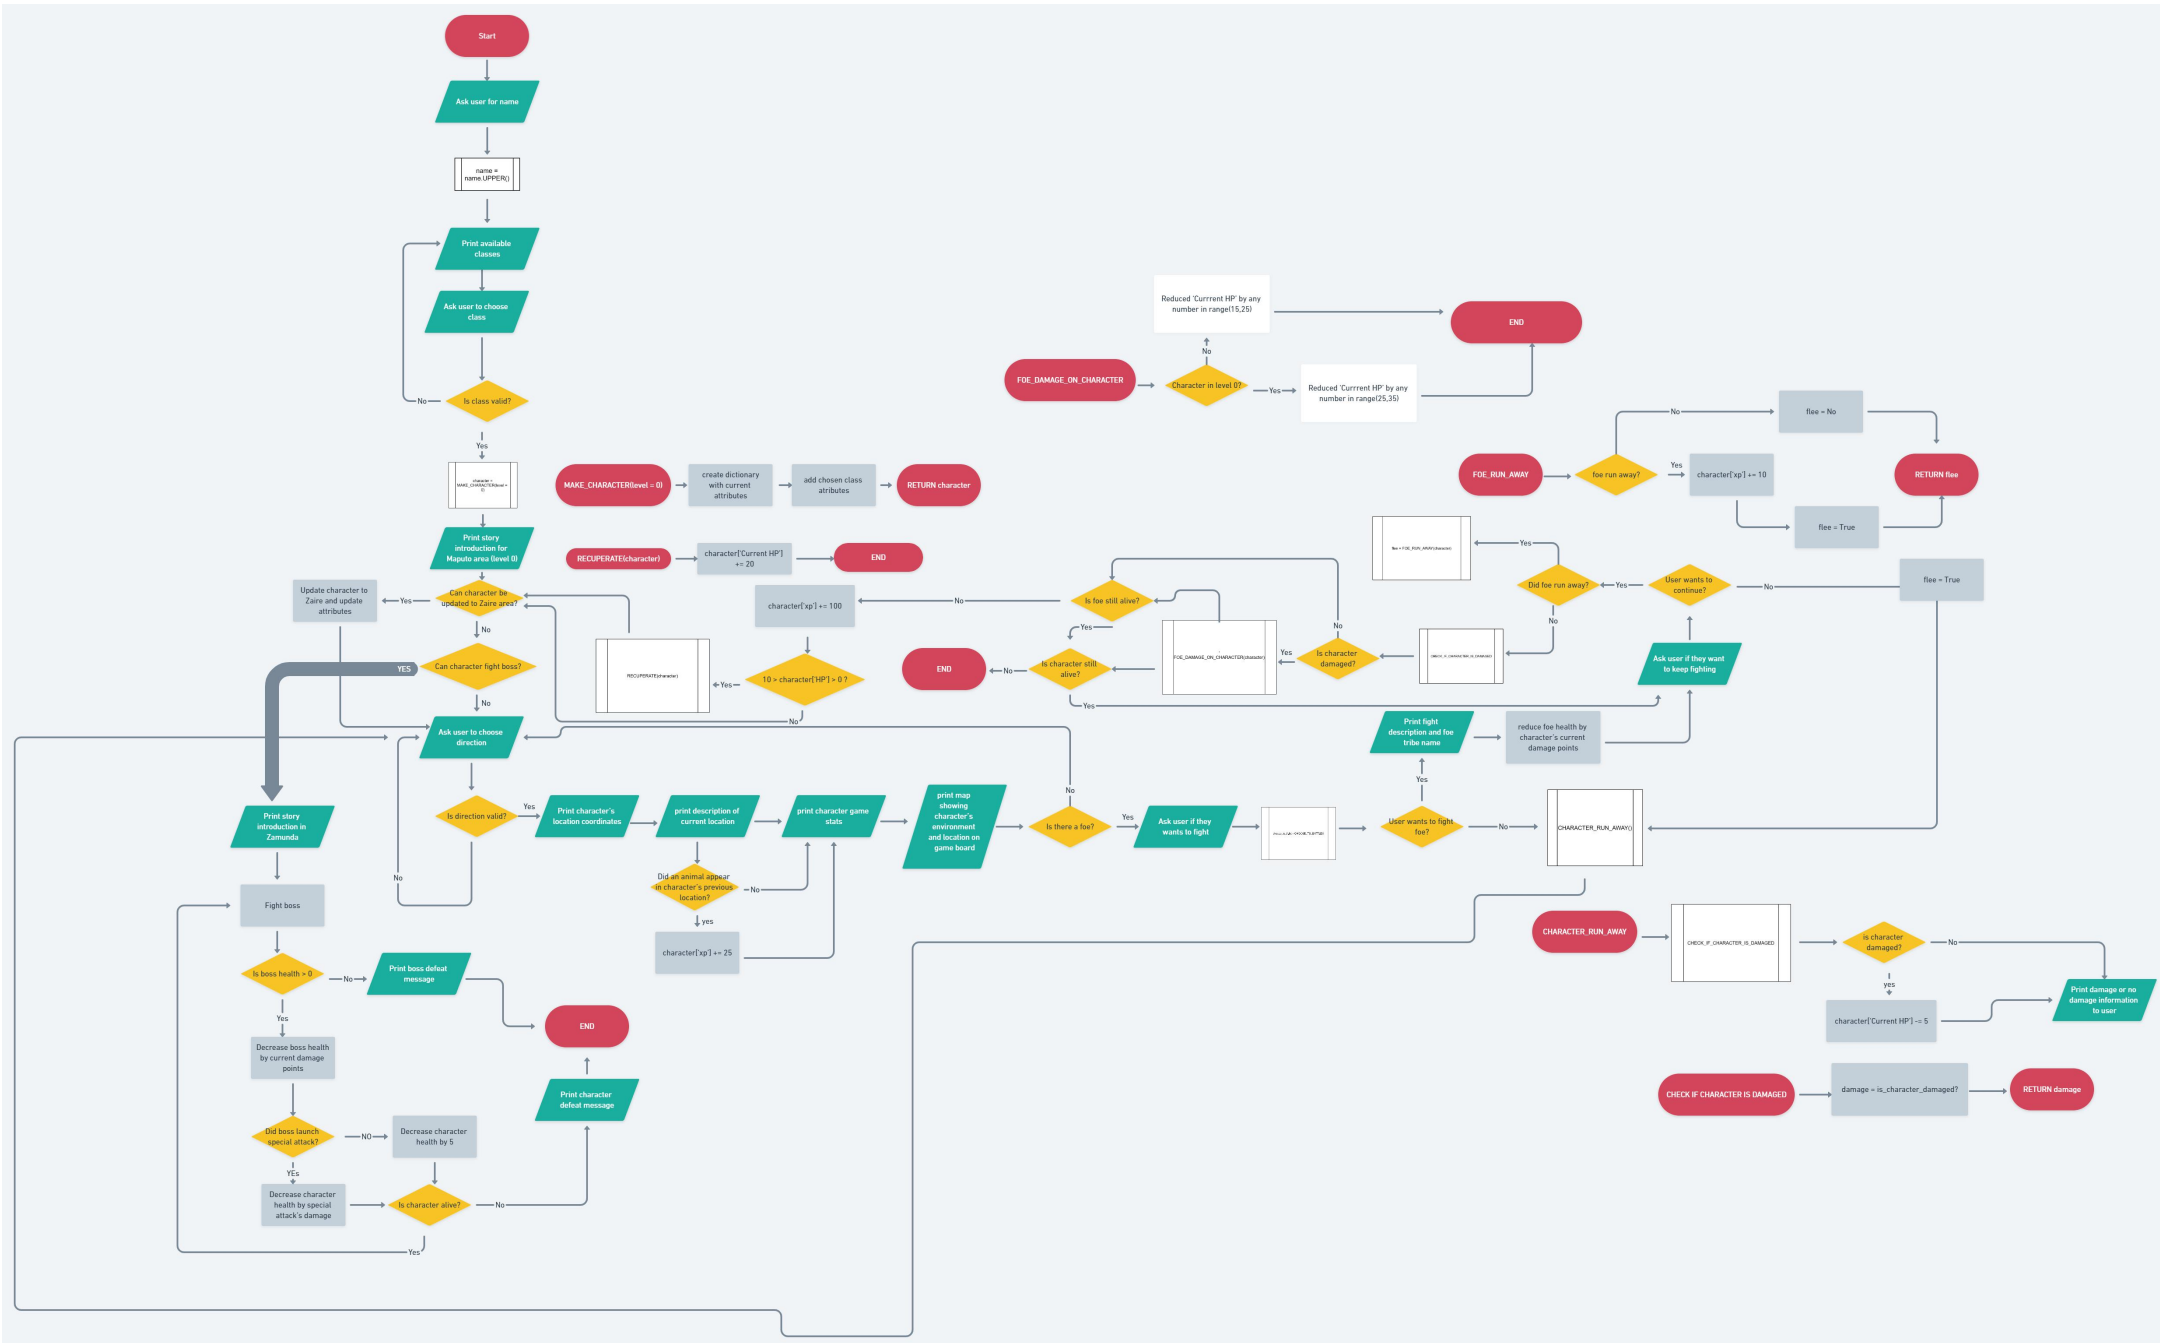 Start
Ask user for name
name =
name.UPPER()
Print available
classes
Ask user to choose
class
Is class valid?
No
Yes
character =
MAKE_CHARACTER(level =
0)
Print story
introduction for
Maputo area (level 0)
Can character be
updated to Zaire area?
Yes
Update character to
Zaire and update
attributes
No
Can character fight boss?
YES
No
Ask user to choose
direction
Is direction valid?
No
Yes
Print character's
location coordinates
print description of
current location
Did an animal appear
in character's previous
location?
No
yes
character['xp'] += 25
print character game
stats
print map
showing
character's
environment
and location on
game board
Is there a foe?
No
Yes
Ask user if they
wants to fight
User wants to fight
foe?
Yes
No
Print fight
description and foe
tribe name
reduce foe health by
character's current
damage points
CHARACTER_RUN_AWAY()
Ask user if they want
to keep fighting
User wants to
continue?
No
flee = True
Yes
Did foe run away?
Yes
flee = FOE_RUN_AWAY(character)
No
CHECK_IF_CHARACTER_IS_DAMAGED
Is character
damaged?
No
Yes
FOE_DAMAGE_ON_CHARACTER(character)
Is foe still alive?
Yes
No
Is character still
alive?
No
Yes
END
character['xp'] += 100
10 > character['HP'] > 0 ?
Yes
No
RECUPERATE(character)
MAKE_CHARACTER(level = 0)
create dictionary
with current
attributes
add chosen class
atributes
RETURN character
RECUPERATE(character)
character['Current HP']
+= 20
END
FOE_DAMAGE_ON_CHARACTER
Character in level 0?
No
Reduced 'Currrent HP' by any
number in range(15,25)
Yes
Reduced 'Currrent HP' by any
number in range(25,35)
END
FOE_RUN_AWAY
foe run away?
No
flee = No
Yes
character['xp'] += 10
flee = True
RETURN flee
CHARACTER_RUN_AWAY
CHECK_IF_CHARACTER_IS_DAMAGED
is character
damaged?
No
yes
character['Current HP'] -= 5
Print damage or no
damage information
to user
CHECK IF CHARACTER IS DAMAGED
damage = is_character_damaged?
RETURN damage
Print story
introduction in
Zamunda
Fight boss
Is boss health > 0
No
Print boss defeat
message
END
Yes
Decrease boss health
by current damage
points
Did boss launch
special attack?
NO
Decrease character
health by 5
YEs
Decrease character
health by special
attack's damage
Is character alive?
No
Print character
defeat message
Yes